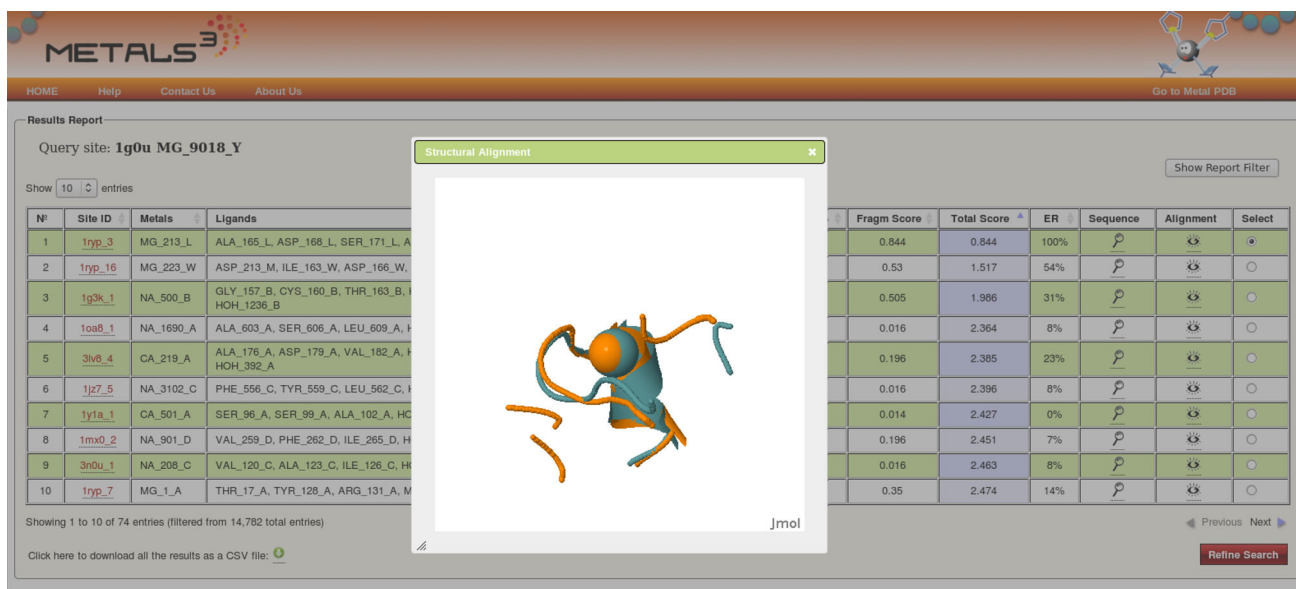 METALS³
HOME Help Contact Us About Us Go to Metal PDB
Results Report
Query site: 1g0u MG_9018_Y
Show Report Filter
Show 10 entries
Structural Alignment
Nº Site ID Metals Ligands Fragm Score Total Score ER Sequence Alignment Select
1 1ryp_3 MG_213_L ALA_165_L, ASP_168_L, SER_171_L, A 0.844 0.844 100%
2 1ryp_16 MG_223_W ASP_213_M, ILE_163_W, ASP_166_W, 0.53 1.517 54%
3 1g3k_1 NA_500_B GLY_157_B, CYS_160_B, THR_163_B, 0.505 1.986 31%
HOH_1236_B
4 1oa8_1 NA_1690_A ALA_603_A, SER_606_A, LEU_609_A, 0.016 2.364 8%
5 3lv8_4 CA_219_A ALA_176_A, ASP_179_A, VAL_182_A, 0.196 2.385 23%
HOH_392_A
6 1jz7_5 NA_3102_C PHE_556_C, TYR_559_C, LEU_562_C, 0.016 2.396 8%
7 1y1a_1 CA_501_A SER_96_A, SER_99_A, ALA_102_A, HO 0.014 2.427 0%
8 1mx0_2 NA_901_D VAL_259_D, PHE_262_D, ILE_265_D, H 0.196 2.451 7%
9 3n0u_1 NA_208_C VAL_120_C, ALA_123_C, ILE_126_C, HO 0.016 2.463 8%
10 1ryp_7 MG_1_A THR_17_A, TYR_128_A, ARG_131_A, M 0.35 2.474 14%
Jmol
Showing 1 to 10 of 74 entries (filtered from 14,782 total entries) Previous Next
Click here to download all the results as a CSV file: Refine Search